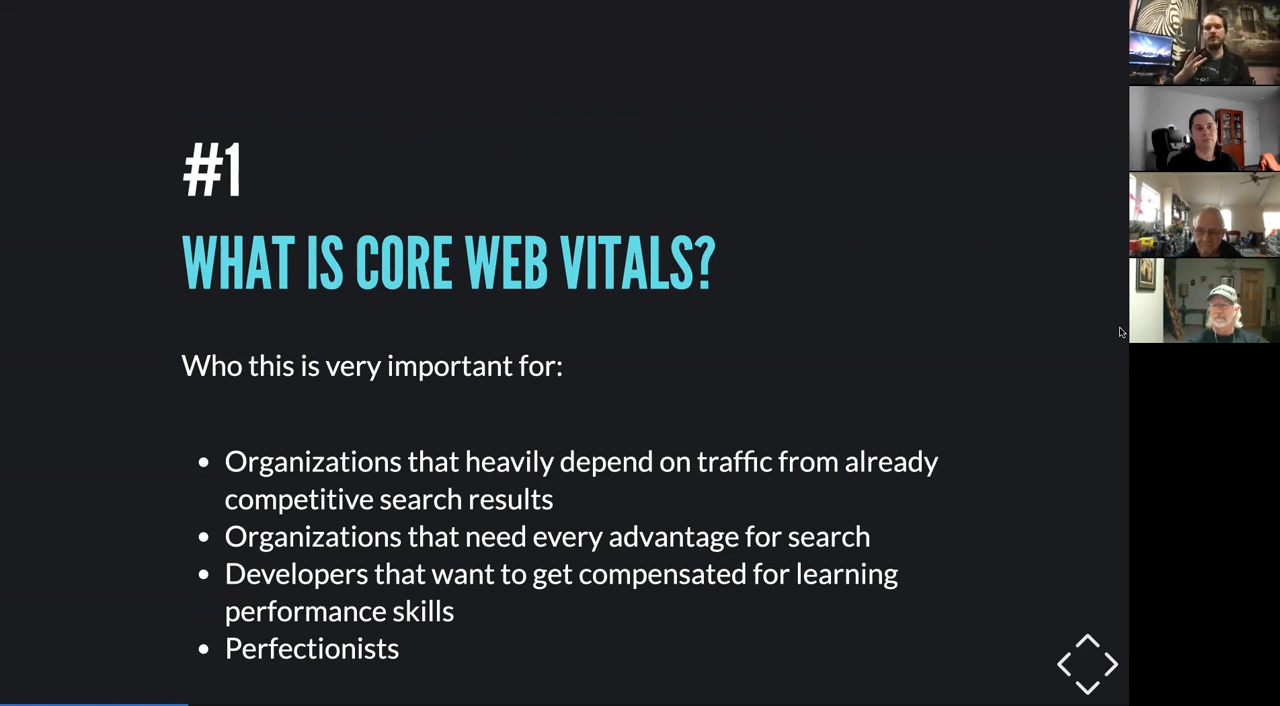 #1
WHAT IS CORE WEB VITALS?
Who this is very important for:
• Organizations that heavily depend on traffic from already
competitive search results
• Organizations that need every advantage for search
• Developers that want to get compensated for learning
performance skills
• Perfectionists